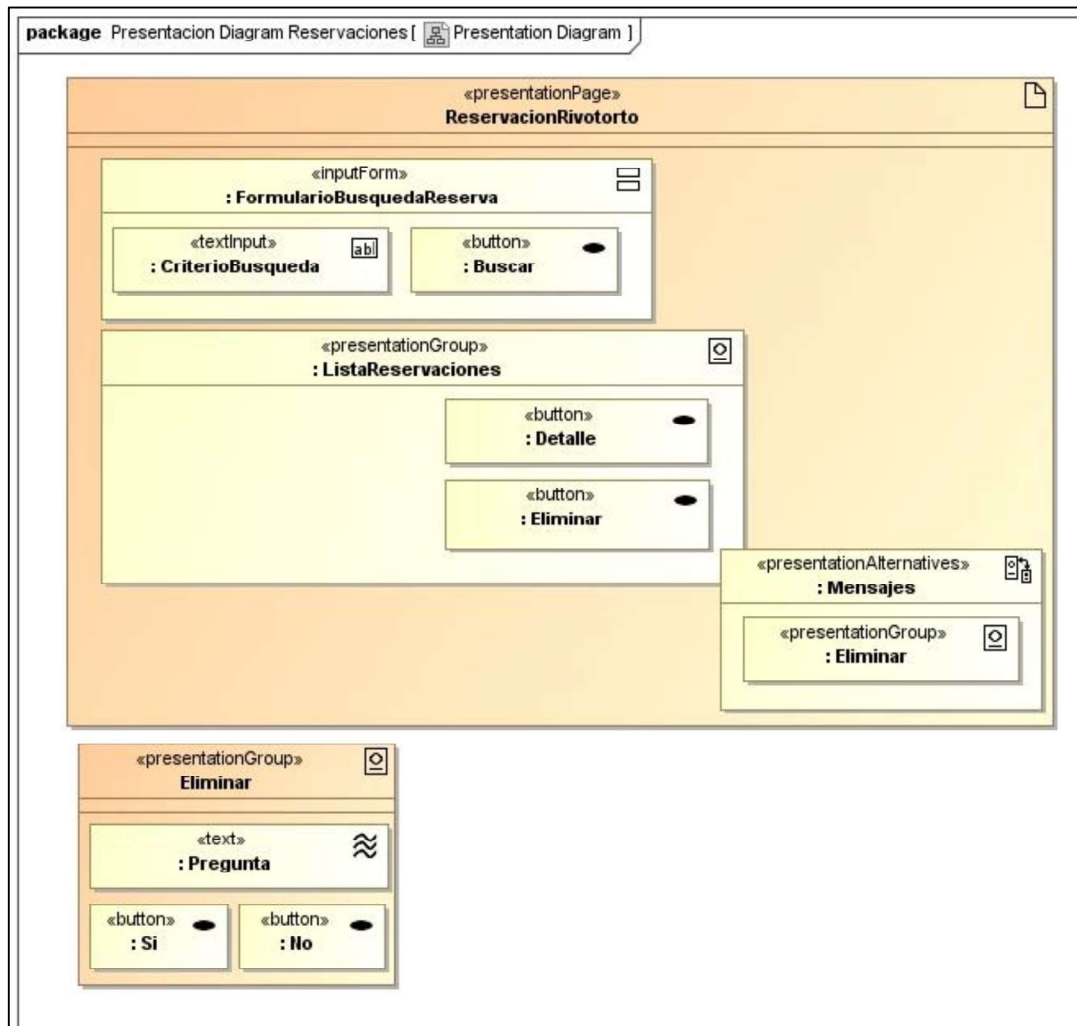 package Presentacion Diagram Reservaciones [ Presentation Diagram ]
«presentationPage»
ReservacionRivotorto
«inputForm»
: FormularioBusquedaReserva
«textInput»
: CriterioBusqueda
ab
«button»
: Buscar
«presentationGroup»
: ListaReservaciones
«button»
: Detalle
«button»
: Eliminar
«presentationAlternatives»
: Mensajes
«presentationGroup»
: Eliminar
«presentationGroup»
Eliminar
«text»
: Pregunta
«button»
: Si
«button»
: No